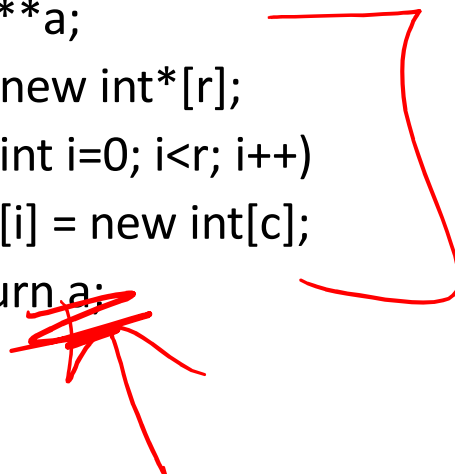 **a;
new int*[r];
int i=0; i<r; i++)
[i] = new int[c];
urn a;